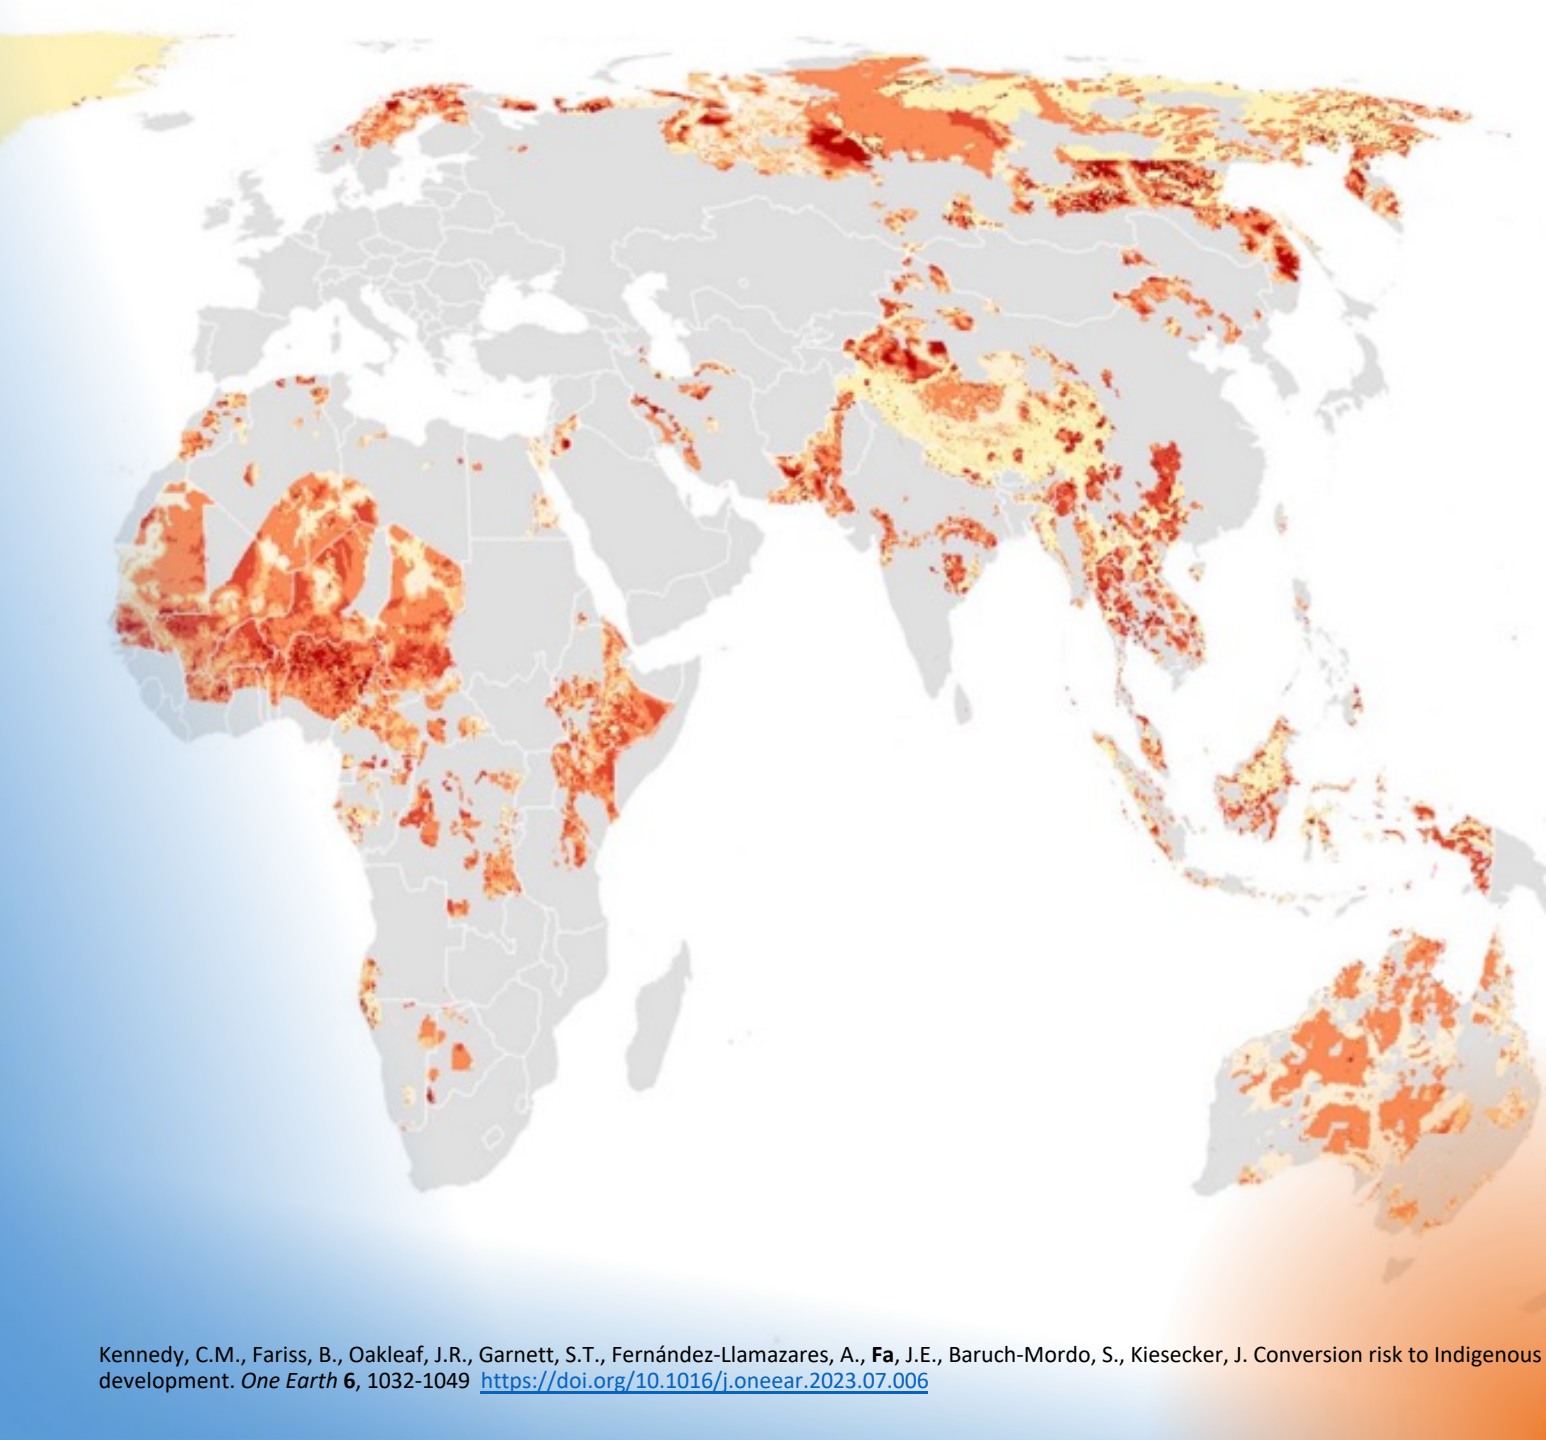 Kennedy, C.M., Fariss, B., Oakleaf, J.R., Garnett, S.T., Fernández-Llamazares, A., Fa, J.E., Baruch-Mordo, S., Kiesecker, J. Conversion risk to Indigenous
development. One Earth 6, 1032-1049 https://doi.org/10.1016/j.oneear.2023.07.006